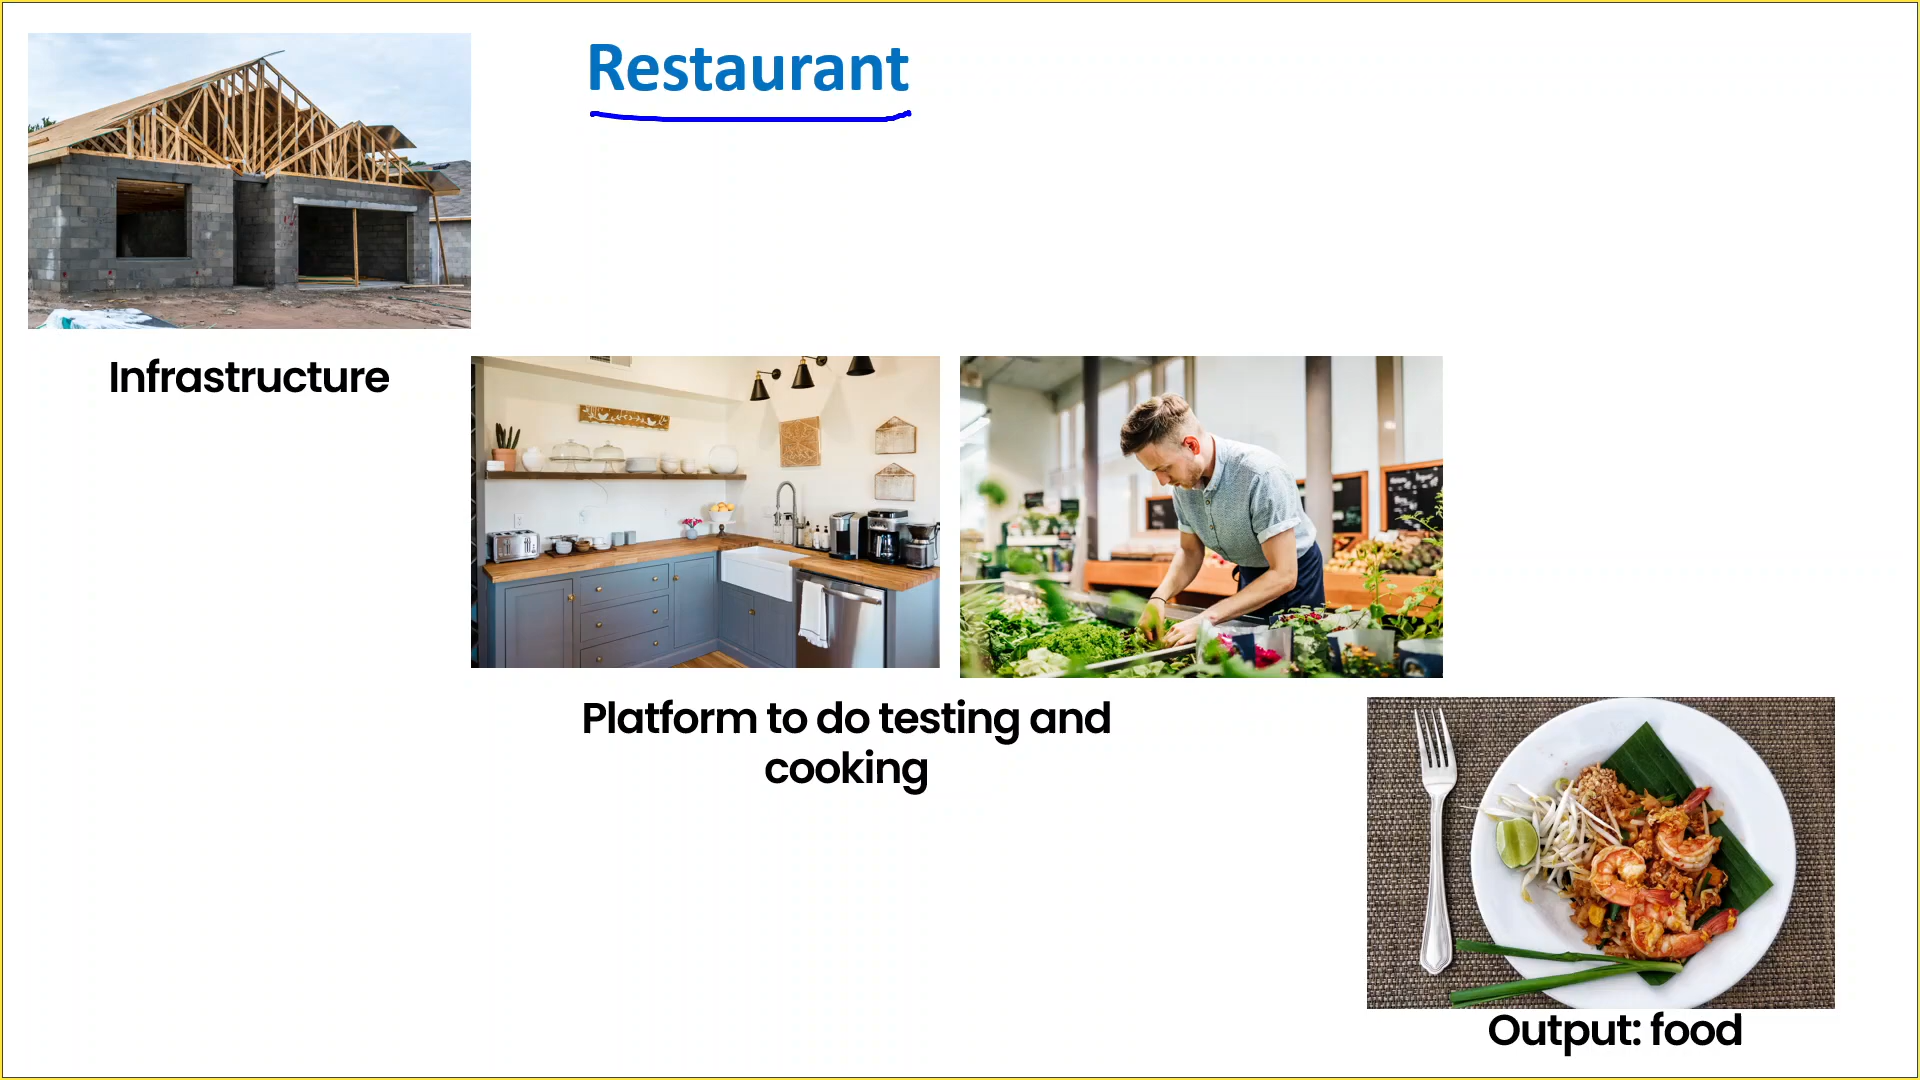 Restaurant
Infrastructure
Platform to do testing and
cooking
Output: food